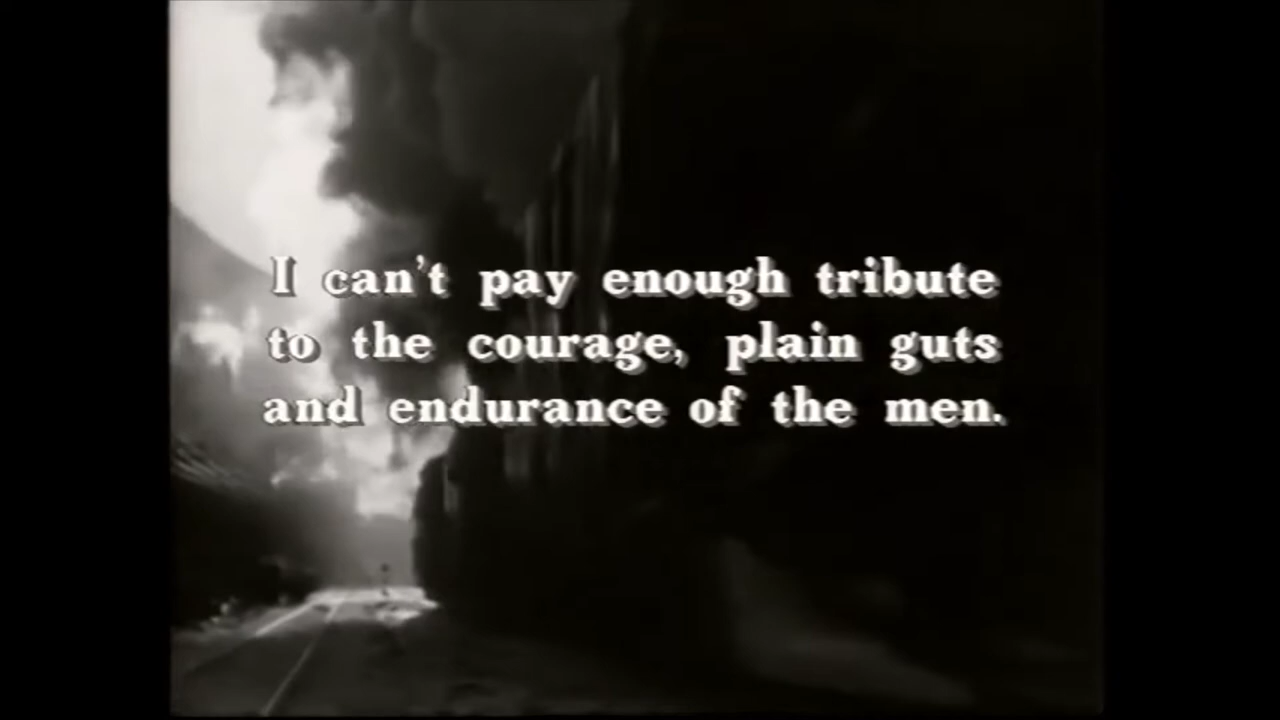 I can't pay enough tribute
to the courage, plain guts
and endurance of the men.